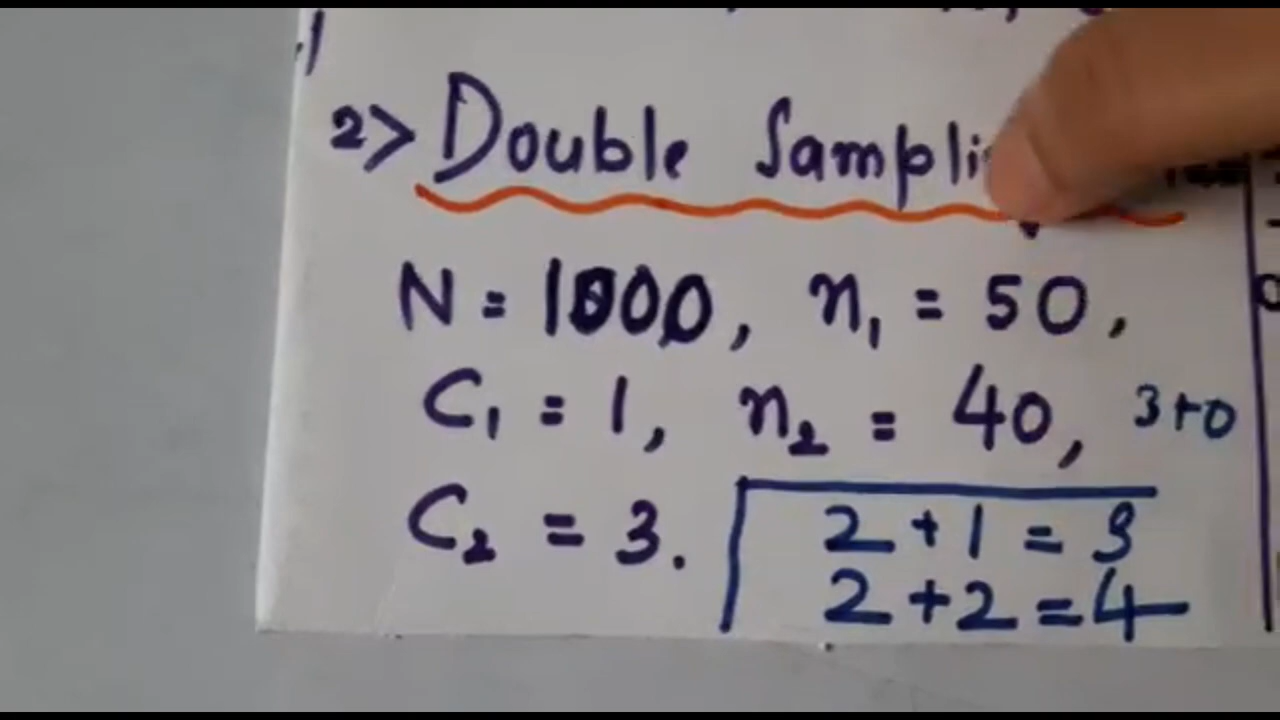 2> Double Sampli
N = 1000, n₁ = 50,
C₁ = 1, n₂ = 40, 3+0
C₂ = 3. 2 + 1 = 3
2 + 2 = 4